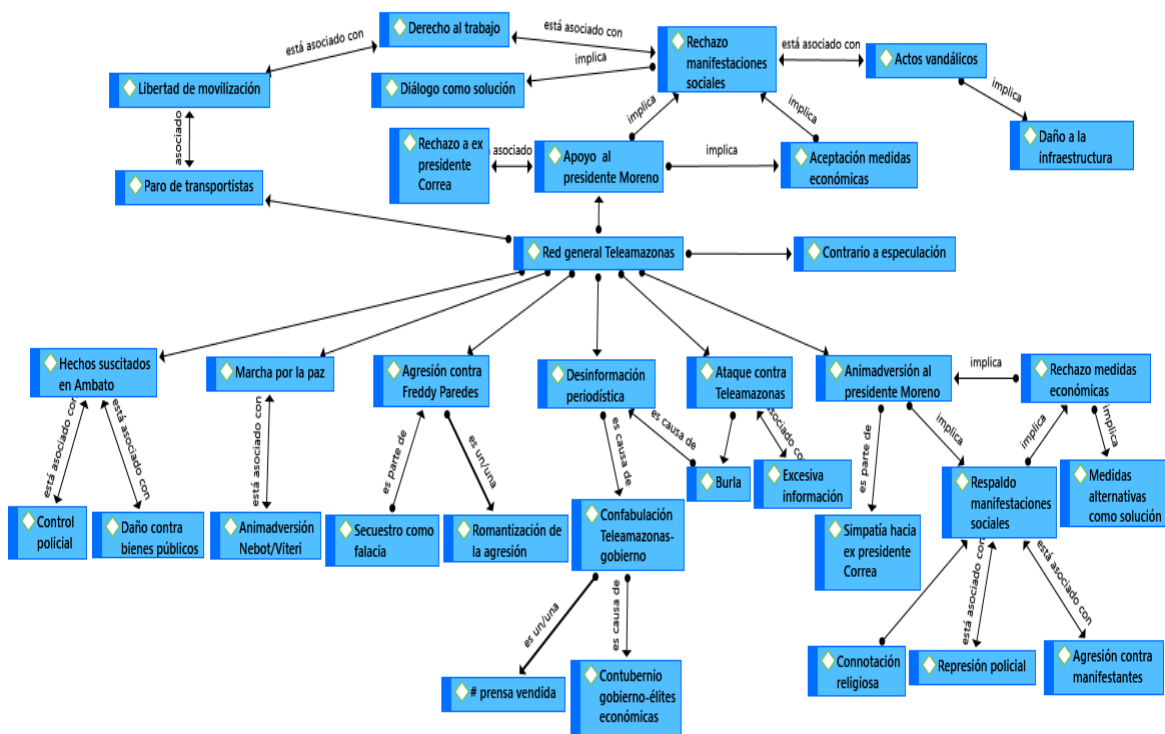 Derecho al trabajo
está asociado con
está asociado con
Rechazo
manifestaciones
sociales
está asociado con
Actos vandálicos
implica
Libertad de movilización
Diálogo como solución
implica
Daño a la
infraestructura
asociado
implica
implica
Rechazo a ex
presidente
Correa
asociado
Apoyo al
presidente Moreno
implica
Aceptación medidas
económicas
Paro de transportistas
Red general Teleamazonas
Contrario a especulación
Hechos suscitados
en Ambato
Marcha por la paz
Agresión contra
Freddy Paredes
Desinformación
periodística
Ataque contra
Teleamazonas
Animadversión al
presidente Moreno
implica
Rechazo medidas
económicas
está asociado con
está asociado con
está asociado con
es parte de
es un/una
es causa de
es causa de
asociado con
es parte de
implica
implica
implica
Control
policial
Daño contra
bienes públicos
Animadversión
Nebot/Viteri
Secuestro como
falacia
Romantización de
la agresión
Confabulación
Teleamazonas-
gobierno
Burla
Excesiva
información
Simpatía hacia
ex presidente
Correa
Respaldo
manifestaciones
sociales
Medidas
alternativas
como solución
es un/una
es causa de
está asociado con
está asociado con
# prensa vendida
Contubernio
gobierno-élites
económicas
Connotación
religiosa
Represión policial
Agresión contra
manifestantes